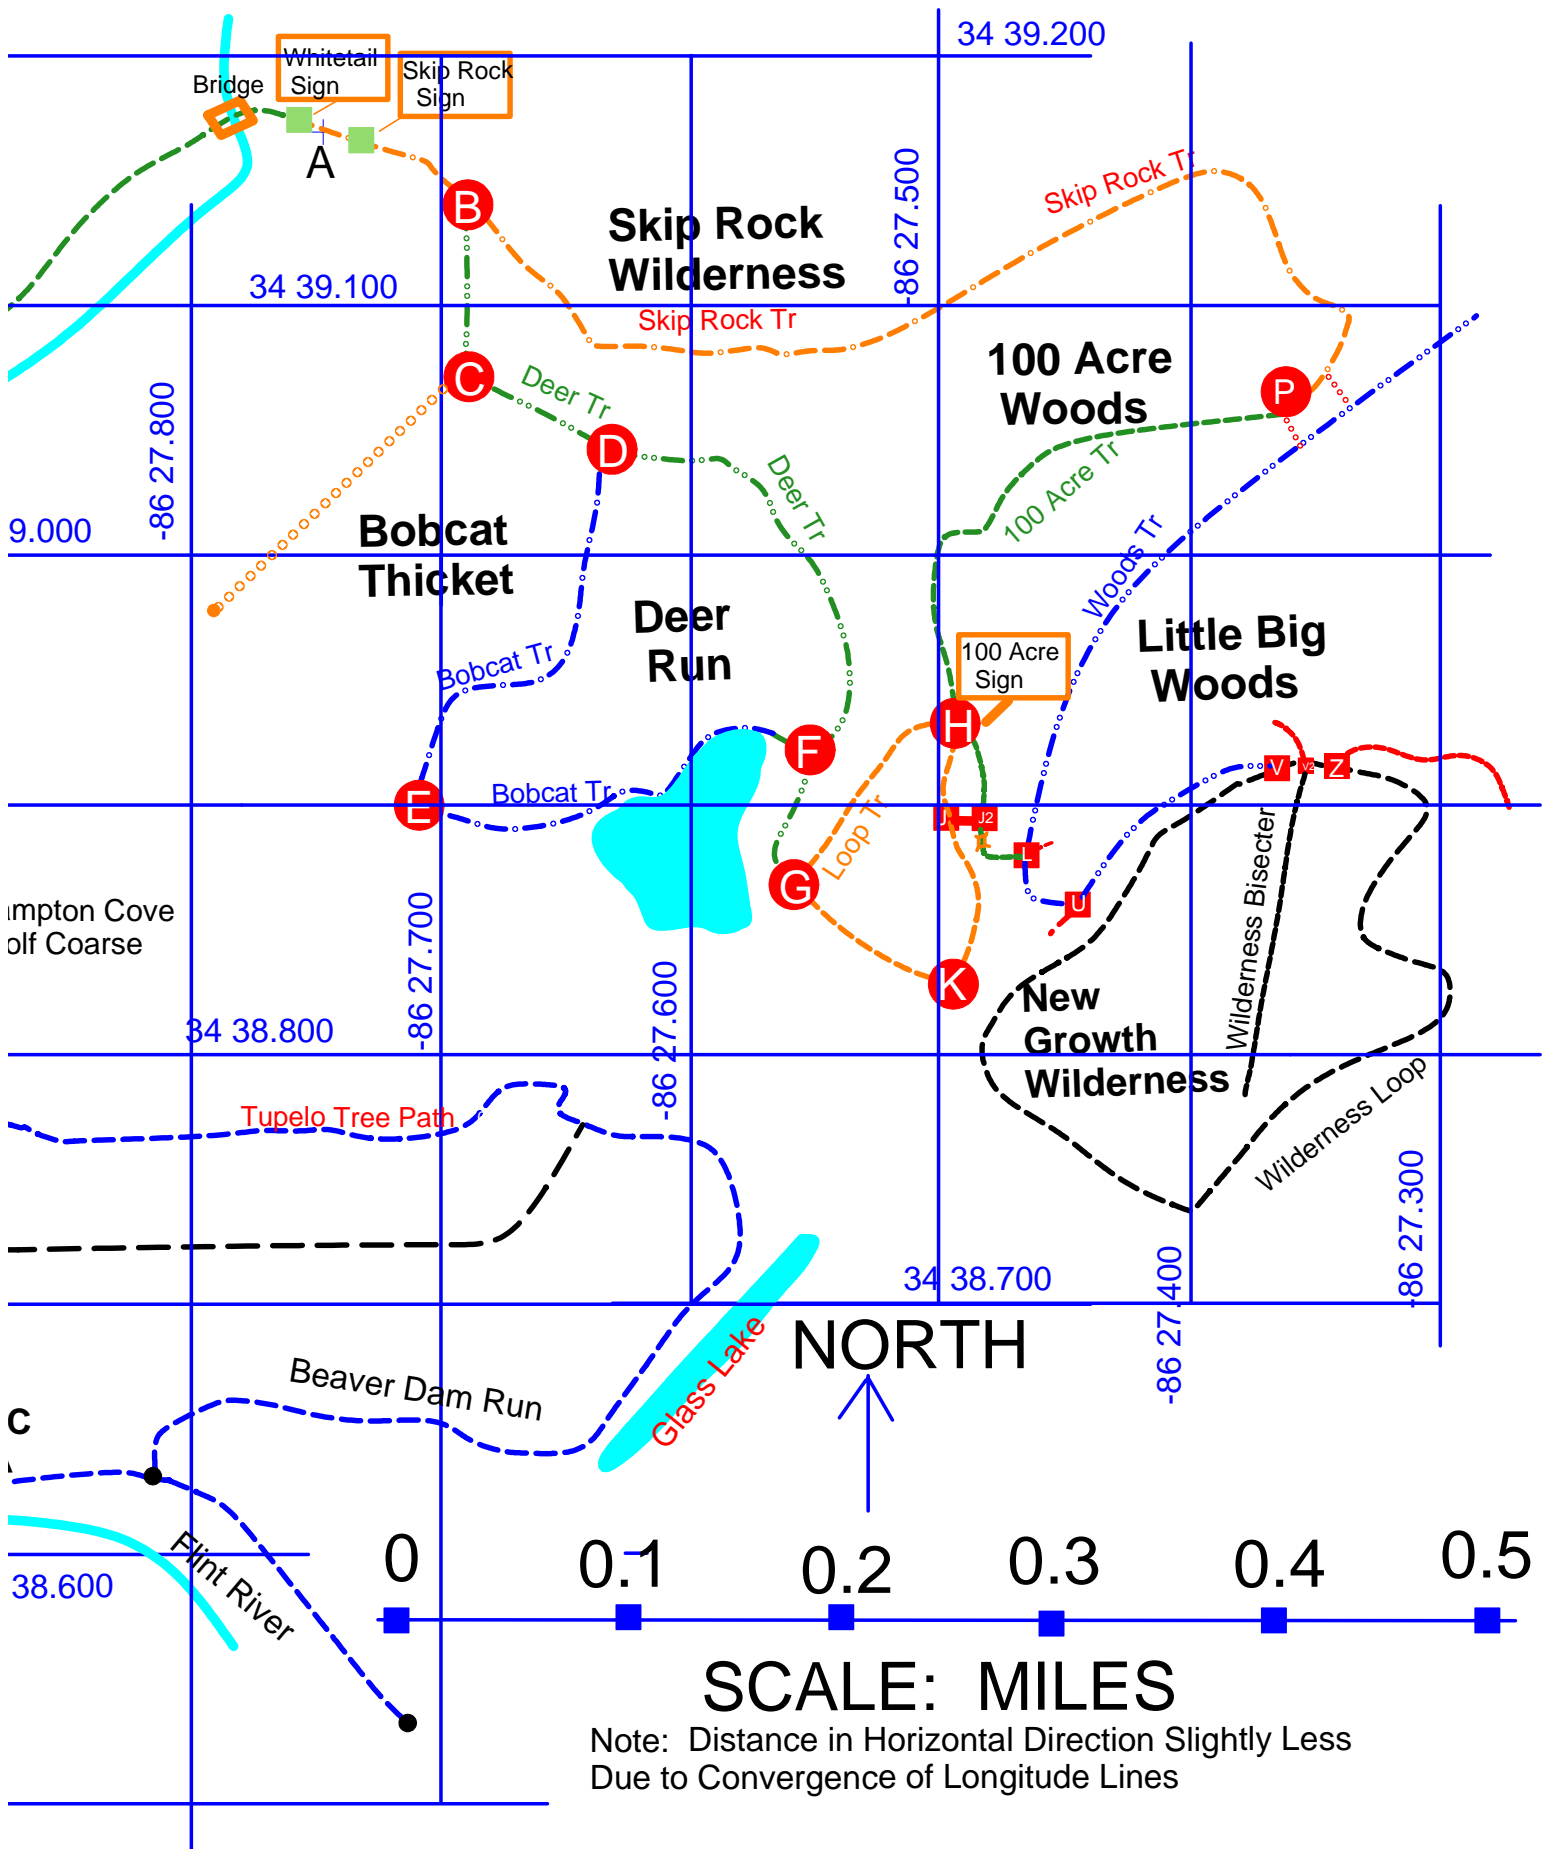 34 39.200
Whitetail
Sign
Skip Rock
Sign
Bridge
A
B
Skip Rock Tr
Skip Rock
Wilderness
-86 27.500
34 39.100
Skip Rock Tr
100 Acre
Woods
C
Deer Tr
P
-86 27.800
D
Deer Tr
100 Acre Tr
9.000
Bobcat
Thicket
Woods Tr
Deer
Run
Little Big
Woods
100 Acre
Sign
Bobcat Tr
H
F
V
V2
Z
E
Bobcat Tr
J
J2
Loop Tr
L
G
U
Wilderness Bisecter
ampton Cove
olf Coarse
-86 27.700
-86 27.600
K
New
Growth
Wilderness
34 38.800
Tupelo Tree Path
Wilderness Loop
-86 27.300
34 38.700
-86 27.400
NORTH
Glass Lake
Beaver Dam Run
C
Flint River
38.600
0
0.1
0.2
0.3
0.4
0.5
SCALE: MILES
Note: Distance in Horizontal Direction Slightly Less
Due to Convergence of Longitude Lines